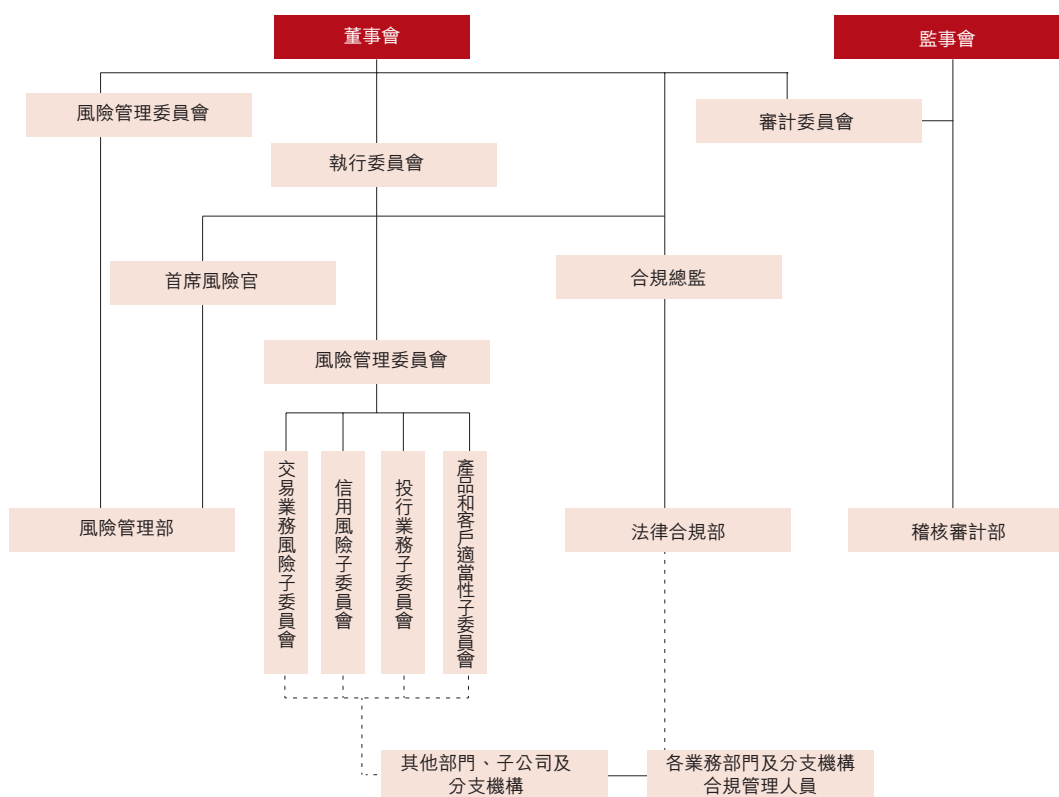 董事會
監事會
風險管理委員會
審計委員會
執行委員會
首席風險官
合規總監
風險管理委員會
交易業務風險子委員會
信用風險子委員會
投行業務子委員會
產品和客戶適當性子委員會
風險管理部
法律合規部
稽核審計部
其他部門、子公司及
分支機構
各業務部門及分支機構
合規管理人員